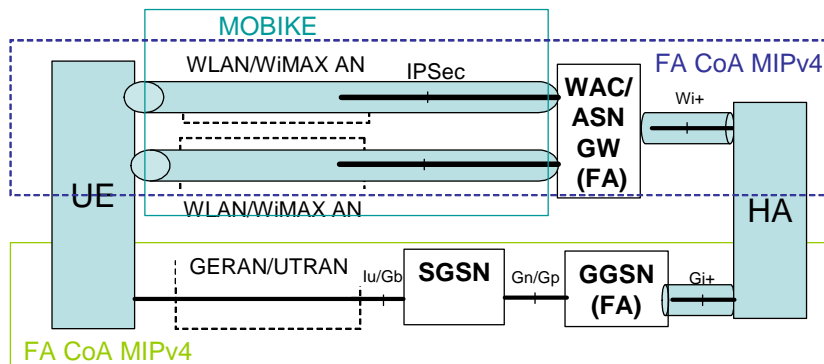 MOBIKE
WLAN/WiMAX AN
IPSec
FA CoA MIPv4
WAC/
ASN
GW
(FA)
Wi+
UE
HA
WLAN/WiMAX AN
GERAN/UTRAN
Iu/Gb
SGSN
Gn/Gp
GGSN
(FA)
Gi+
FA CoA MIPv4